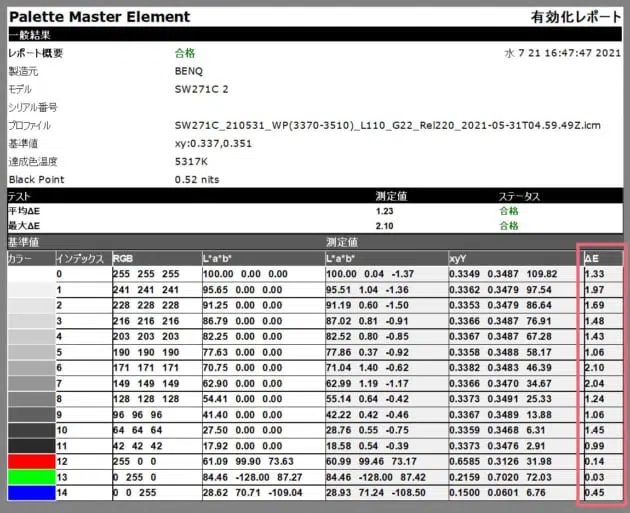 Palette Master Element 有効化レポート
一般結果
レポート概要 合格 水 7 21 16:47:47 2021
製造元 BENQ
モデル SW271C 2
シリアル番号
プロファイル SW271C_210531_WP(3370-3510)_L110_G22_Rel220_2021-05-31T04.59.49Z.icm
基準値 xy:0.337,0.351
達成色温度 5317K
Black Point 0.52 nits
テスト 測定値 ステータス
平均ΔE 1.23 合格
最大ΔE 2.10 合格
基準値 測定値
カラー インデックス RGB L*a*b* L*a*b* xyY ΔE
0 255 255 255 100.00 0.00 0.00 100.00 0.04 -1.37 0.3349 0.3487 109.82 1.33
1 241 241 241 95.65 0.00 0.00 95.51 1.04 -1.36 0.3362 0.3479 97.54 1.97
2 228 228 228 91.25 0.00 0.00 91.19 0.60 -1.50 0.3353 0.3479 86.64 1.69
3 216 216 216 86.79 0.00 0.00 87.02 0.81 -0.91 0.3366 0.3487 76.91 1.48
4 203 203 203 82.25 0.00 0.00 82.52 0.80 -0.85 0.3367 0.3487 67.28 1.43
5 190 190 190 77.63 0.00 0.00 77.86 0.37 -0.92 0.3358 0.3488 58.17 1.06
6 171 171 171 70.75 0.00 0.00 71.04 1.40 -0.62 0.3382 0.3483 46.39 2.10
7 149 149 149 62.90 0.00 0.00 62.99 1.19 -1.17 0.3366 0.3470 34.67 2.04
8 128 128 128 54.41 0.00 0.00 55.14 0.64 -0.42 0.3373 0.3491 25.33 1.24
9 96 96 96 41.40 0.00 0.00 42.22 0.42 -0.46 0.3367 0.3489 13.88 1.06
10 64 64 64 27.50 0.00 0.00 28.76 0.55 -0.75 0.3359 0.3468 6.31 1.45
11 42 42 42 17.92 0.00 0.00 18.58 0.54 -0.39 0.3373 0.3476 2.91 0.99
12 255 0 0 61.09 99.90 73.63 60.99 99.46 73.17 0.6585 0.3126 31.98 0.14
13 0 255 0 84.46 -128.00 87.27 84.46 -128.00 87.42 0.2159 0.7020 72.03 0.03
14 0 0 255 28.62 70.71 -109.04 28.93 71.24 -108.50 0.1500 0.0601 6.76 0.45